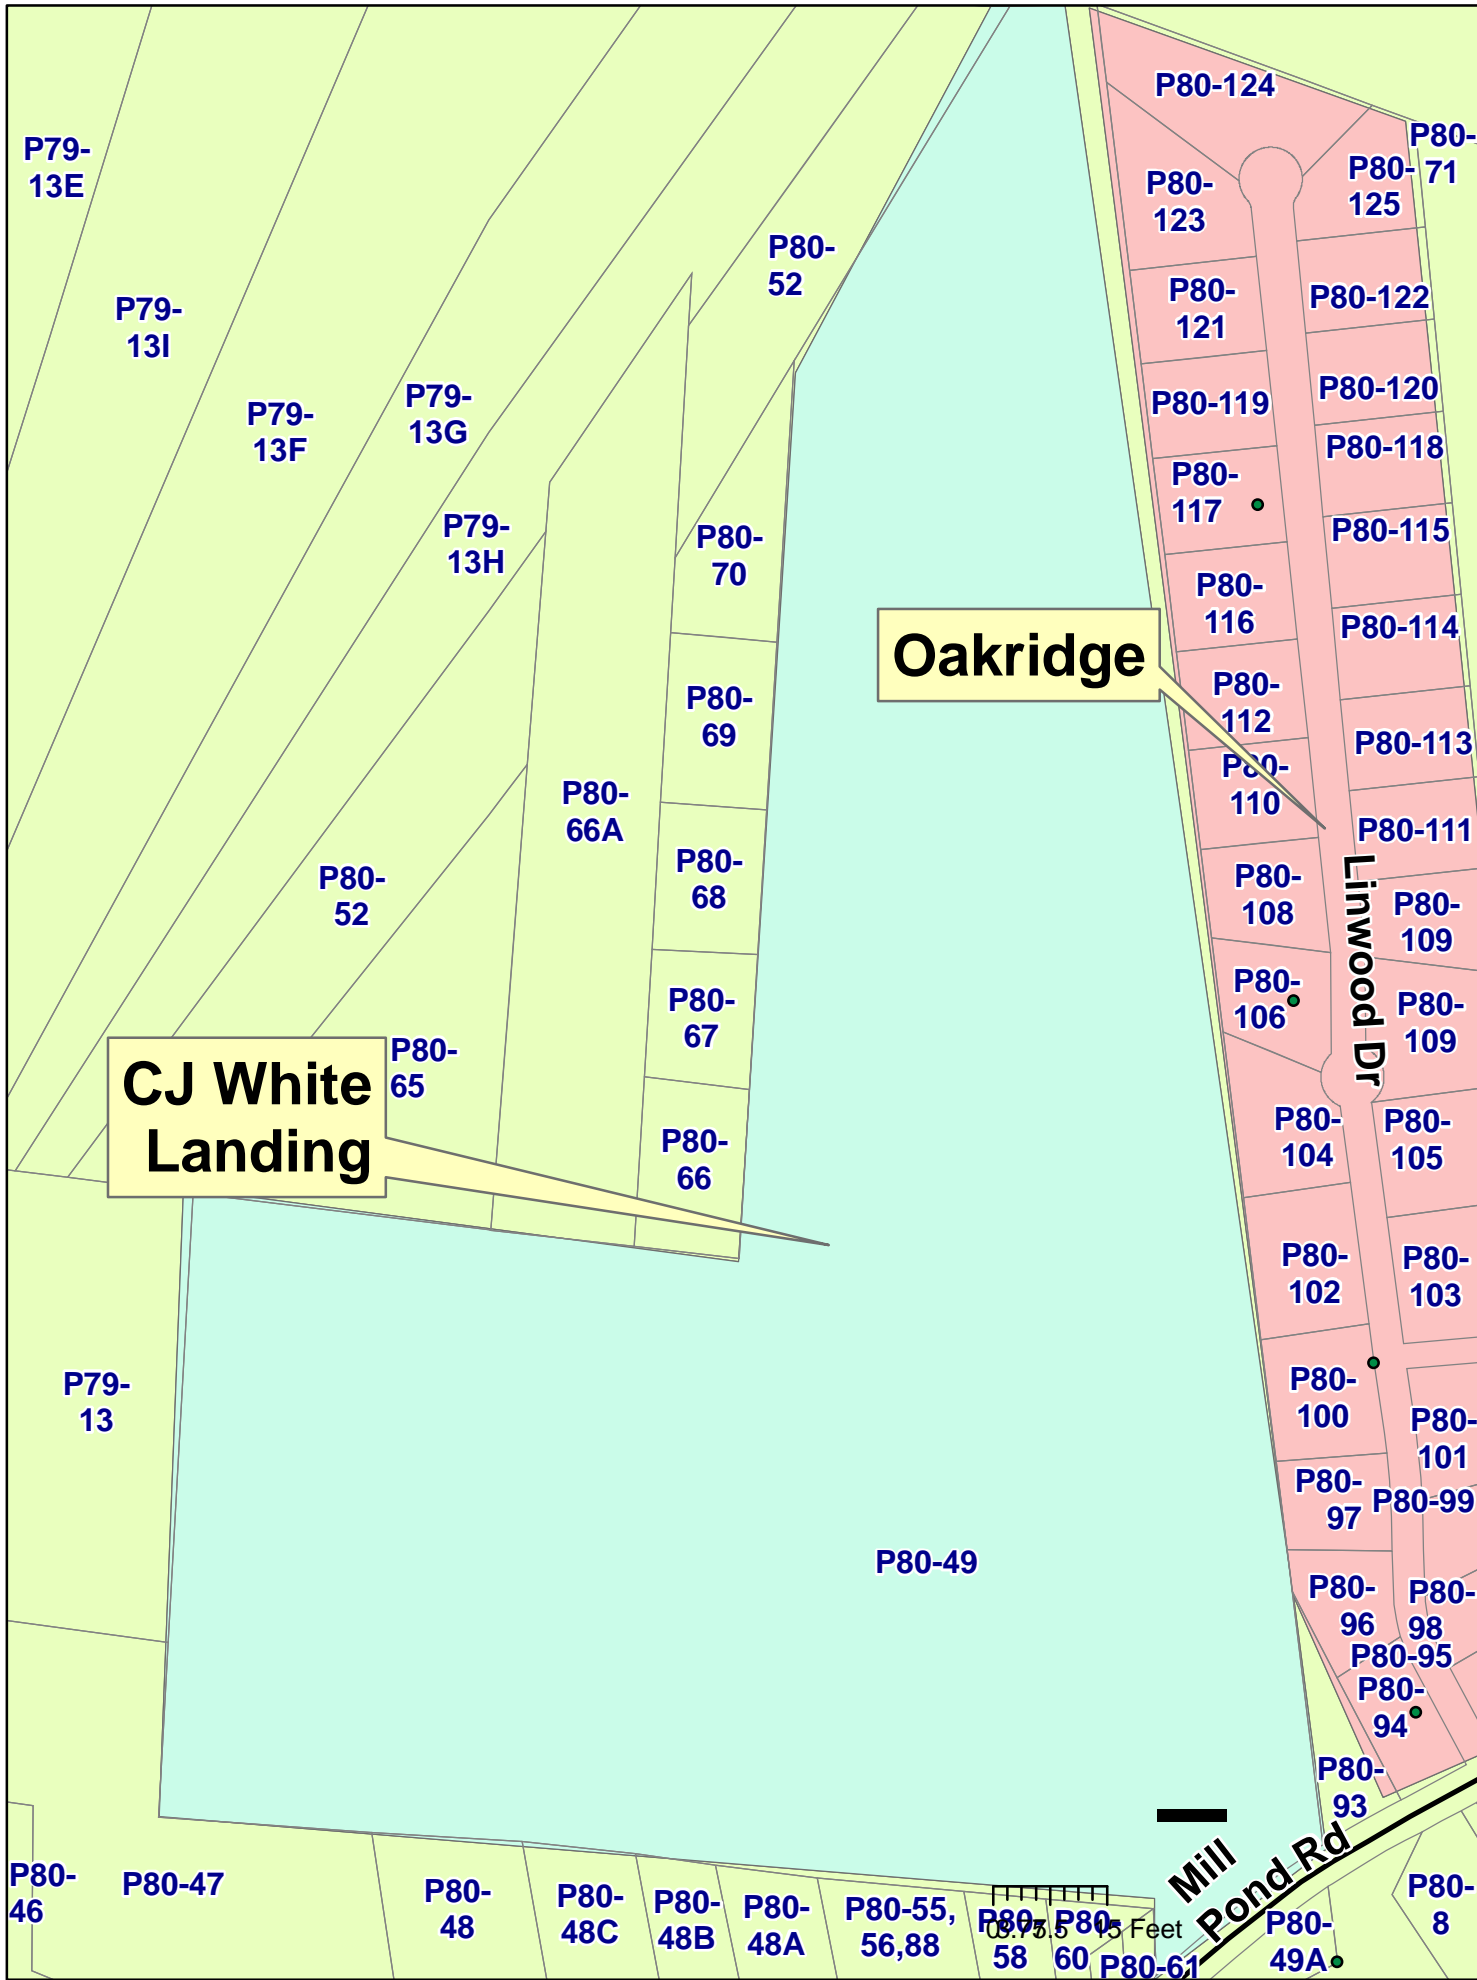 P80-124
P79-
13E
P80-
71
P80-
125
P80-
123
P80-
52
P80-
121
P80-122
P79-
13I
P79-
13F
P79-
13G
P80-119
P80-120
P80-118
P80-
117
P80-115
P79-
13H
P80-
70
P80-
116
P80-114
Oakridge
P80-
69
P80-
112
P80-113
P80-
110
P80-
66A
P80-111
P80-
68
P80-
52
P80-
108
P80-
109
Linwood Dr
P80-
67
P80-
106
P80-
109
P80-
65
CJ White
Landing
P80-
66
P80-
104
P80-
105
P80-
102
P80-
103
P79-
13
P80-
100
P80-
101
P80-
97
P80-99
P80-49
P80-
96
P80-
98
P80-95
P80-
94
P80-
93
Mill
Pond Rd
P80-
46
P80-47
P80-
48
P80-
48C
P80-
48B
P80-
48A
P80-55,
56,88
P80-
58
P80-
60
15 Feet
P80-61
P80-
49A
P80-
8